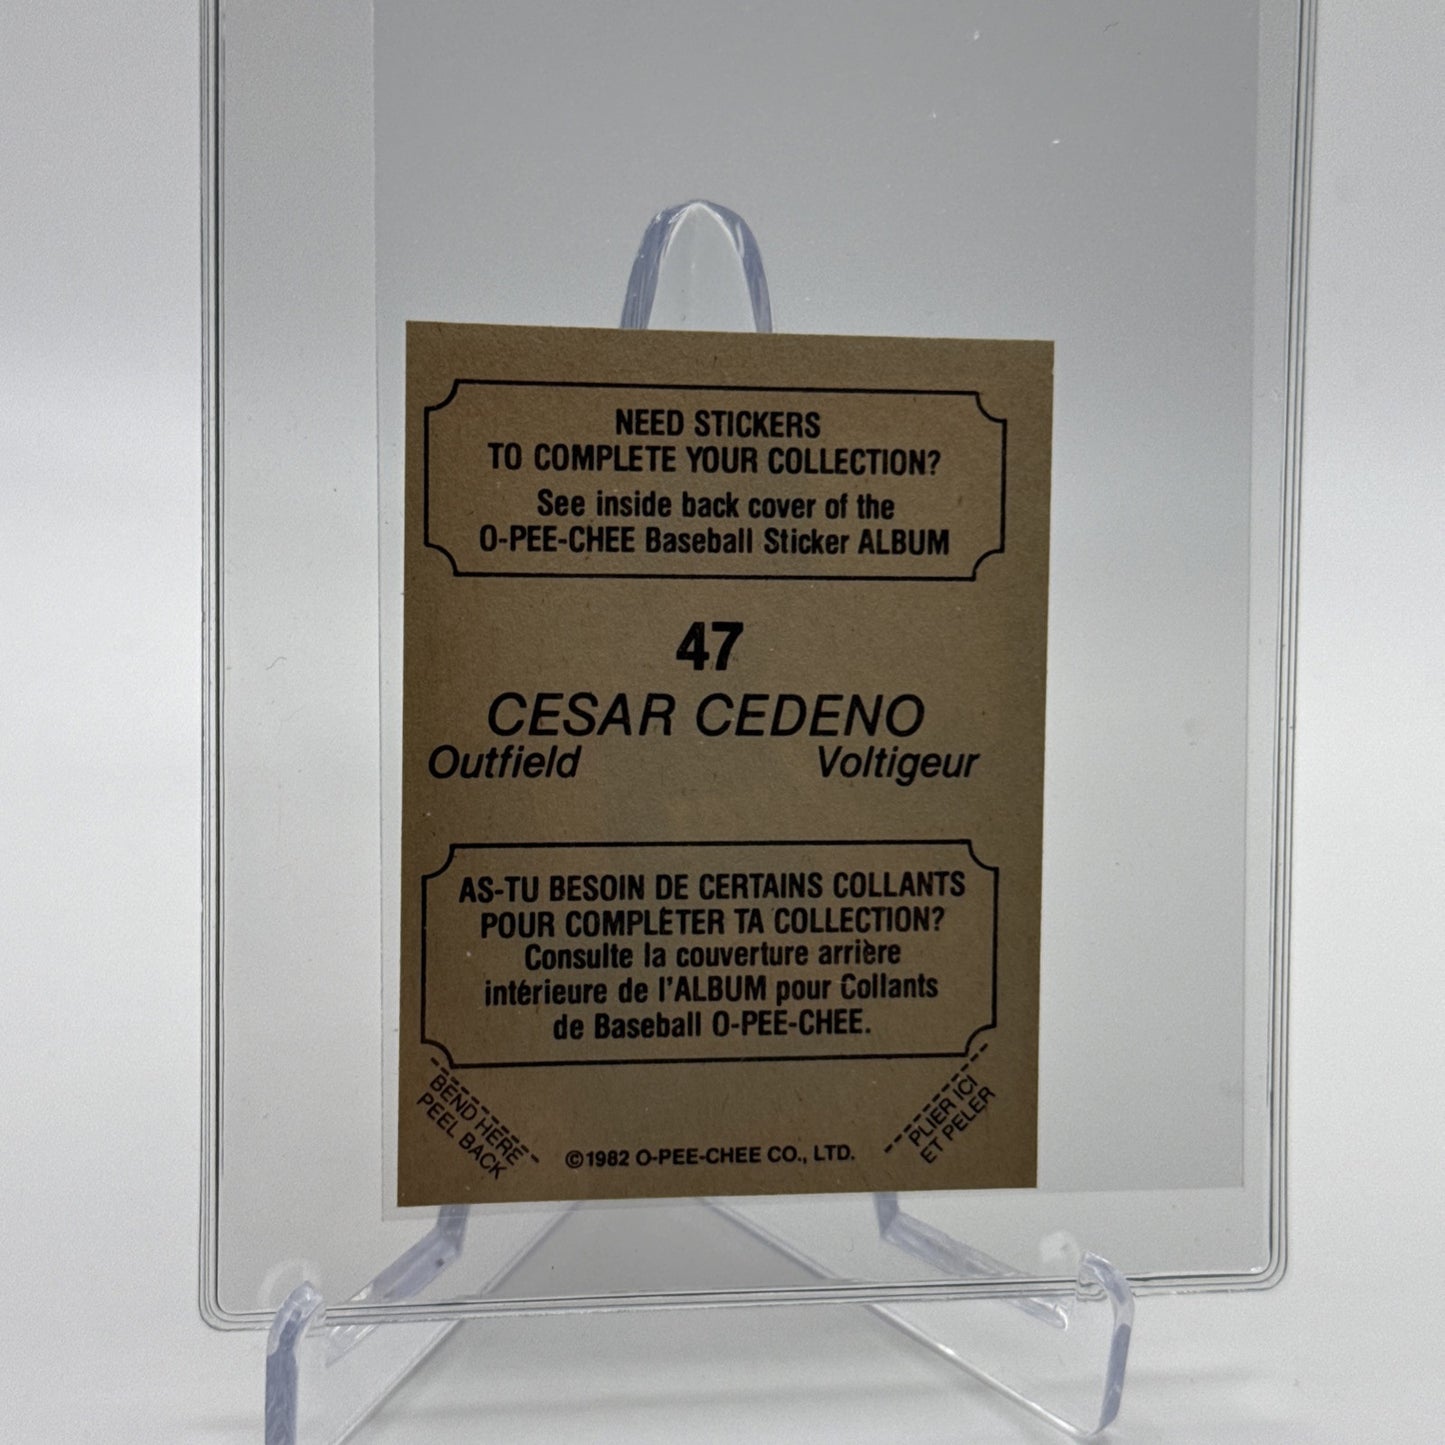 NEED STICKERS
TO COMPLETE YOUR COLLECTION?
See inside back cover of the
O-PEE-CHEE Baseball Sticker ALBUM
47
CESAR CEDENO
Outfield Voltigeur
AS-TU BESOIN DE CERTAINS COLLANTS
POUR COMPLÉTER TA COLLECTION?
Consulte la couverture arrière
intérieure de l'ALBUM pour Collants
de Baseball O-PEE-CHEE.
BEND HERE
PEEL BACK
©1982 O-PEE-CHEE CO., LTD.
PLIER ICI
ET PELER